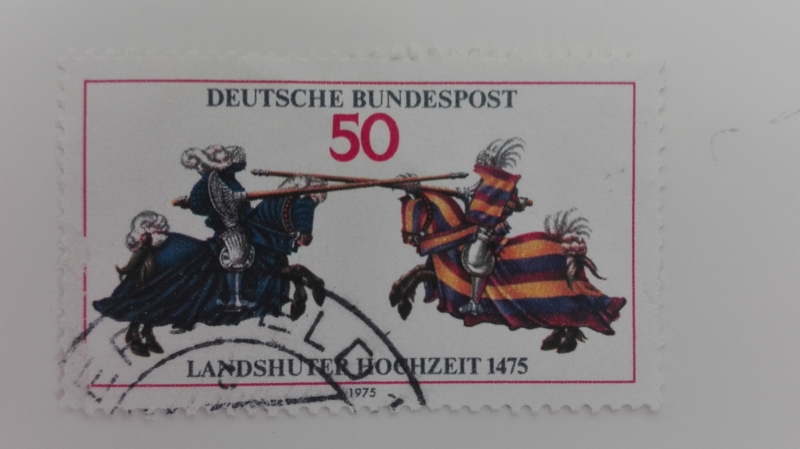 DEUTSCHE BUNDESPOST
50
LANDSHUTER HOCHZEIT 1475
1975